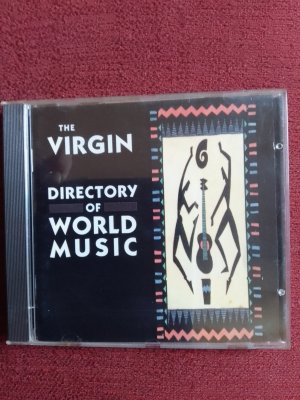 THE
VIRGIN
DIRECTORY
OF
WORLD
MUSIC